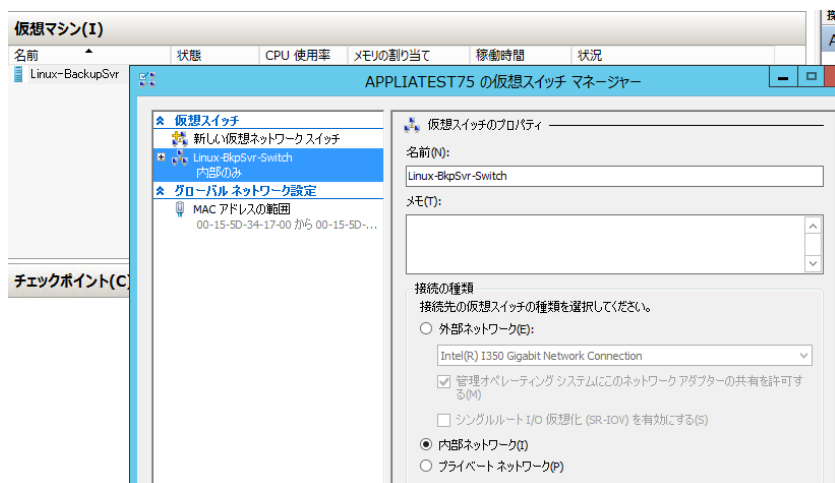 仮想マシン(I)
名前 状態 CPU 使用率 メモリの割り当て 稼働時間 状況
Linux-BackupSvr
APPLIATEST75 の仮想スイッチ マネージャー
仮想スイッチ
新しい仮想ネットワーク スイッチ
Linux-BkpSvr-Switch
内部のみ
グローバル ネットワーク設定
MAC アドレスの範囲
00-15-5D-34-17-00 から 00-15-5D-...
チェックポイント(C)
仮想スイッチのプロパティ
名前(N):
Linux-BkpSvr-Switch
メモ(T):
接続の種類
接続先の仮想スイッチの種類を選択してください。
外部ネットワーク(E):
Intel(R) I350 Gigabit Network Connection
管理オペレーティング システムにこのネットワーク アダプターの共有を許可す
る(M)
シングルルート I/O 仮想化 (SR-IOV) を有効にする(S)
内部ネットワーク(I)
プライベート ネットワーク(P)